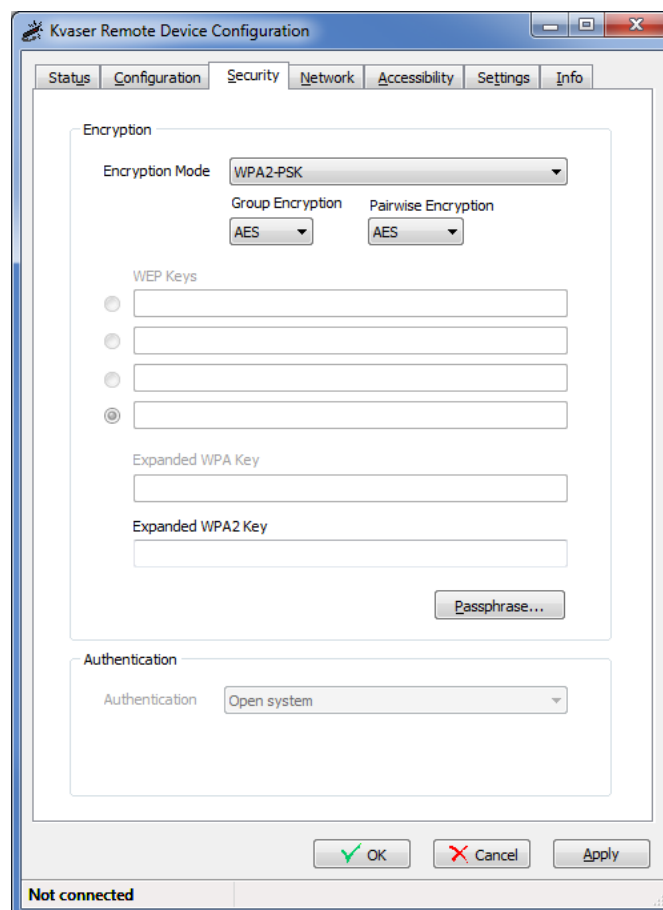 Kvaser Remote Device Configuration
Status Configuration Security Network Accessibility Settings Info
Encryption
Encryption Mode WPA2-PSK
Group Encryption Pairwise Encryption
AES AES
WEP Keys
Expanded WPA Key
Expanded WPA2 Key
Passphrase...
Authentication
Authentication Open system
OK Cancel Apply
Not connected